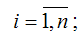 i = \overline{1,n} ;